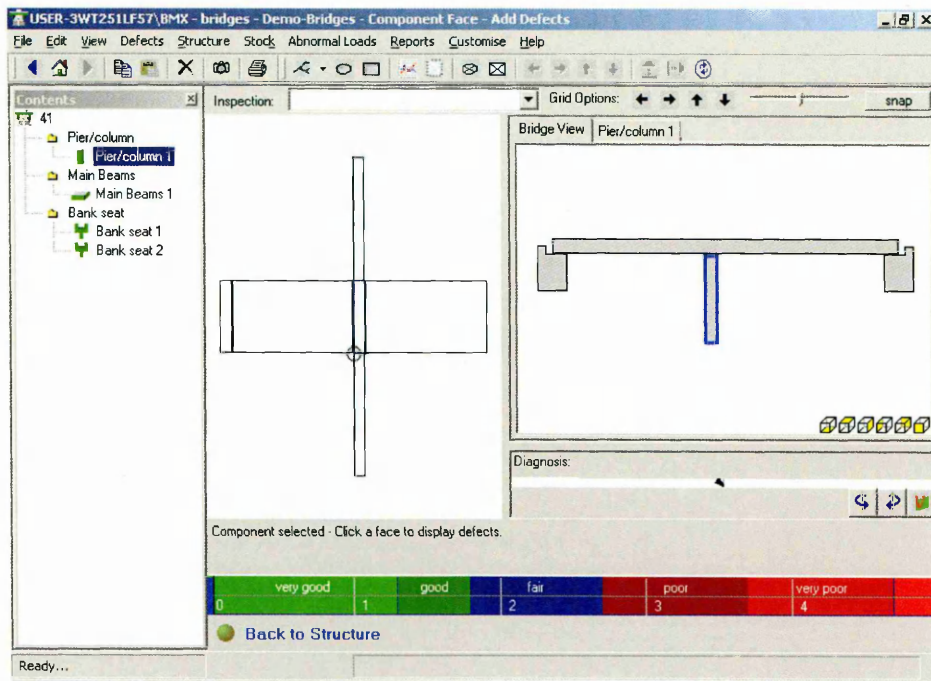 USER-3WT251LF57\BMX - bridges - Demo-Bridges - Component Face - Add Defects
File Edit View Defects Structure Stock Abnormal Loads Reports Customise Help
Contents
41
Pier/column
Pier/column 1
Main Beams
Main Beams 1
Bank seat
Bank seat 1
Bank seat 2
Inspection:
Grid Options:
snap
Bridge View Pier/column 1
Diagnosis:
Component selected - Click a face to display defects.
very good good fair poor very poor
0 1 2 3 4
Back to Structure
Ready...